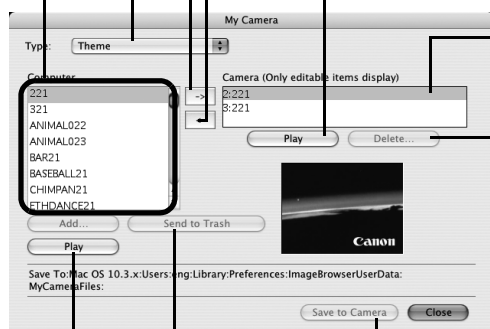 My Camera
Type: Theme
Computer
Camera (Only editable items display)
221
321
ANIMAL022
ANIMAL023
BAR21
BASEBALL21
CHIMPAN21
ETHDANCE21
->
2:221
3:221
Play
Delete...
Add...
Send to Trash
Play
Canon
Save To:Mac OS 10.3.x:Users:eng:Library:Preferences:ImageBrowserUserData:
MyCameraFiles:
Save to Camera
Close